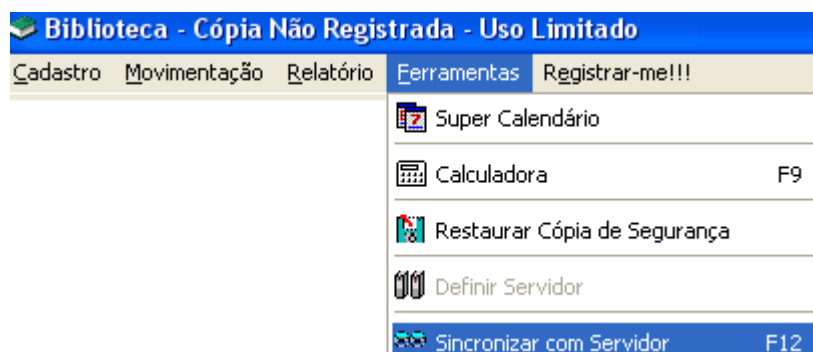 Biblioteca - Cópia Não Registrada - Uso Limitado
Cadastro Movimentação Relatório Ferramentas Registrar-me!!!
Super Calendário
Calculadora F9
Restaurar Cópia de Segurança
Definir Servidor
Sincronizar com Servidor F12